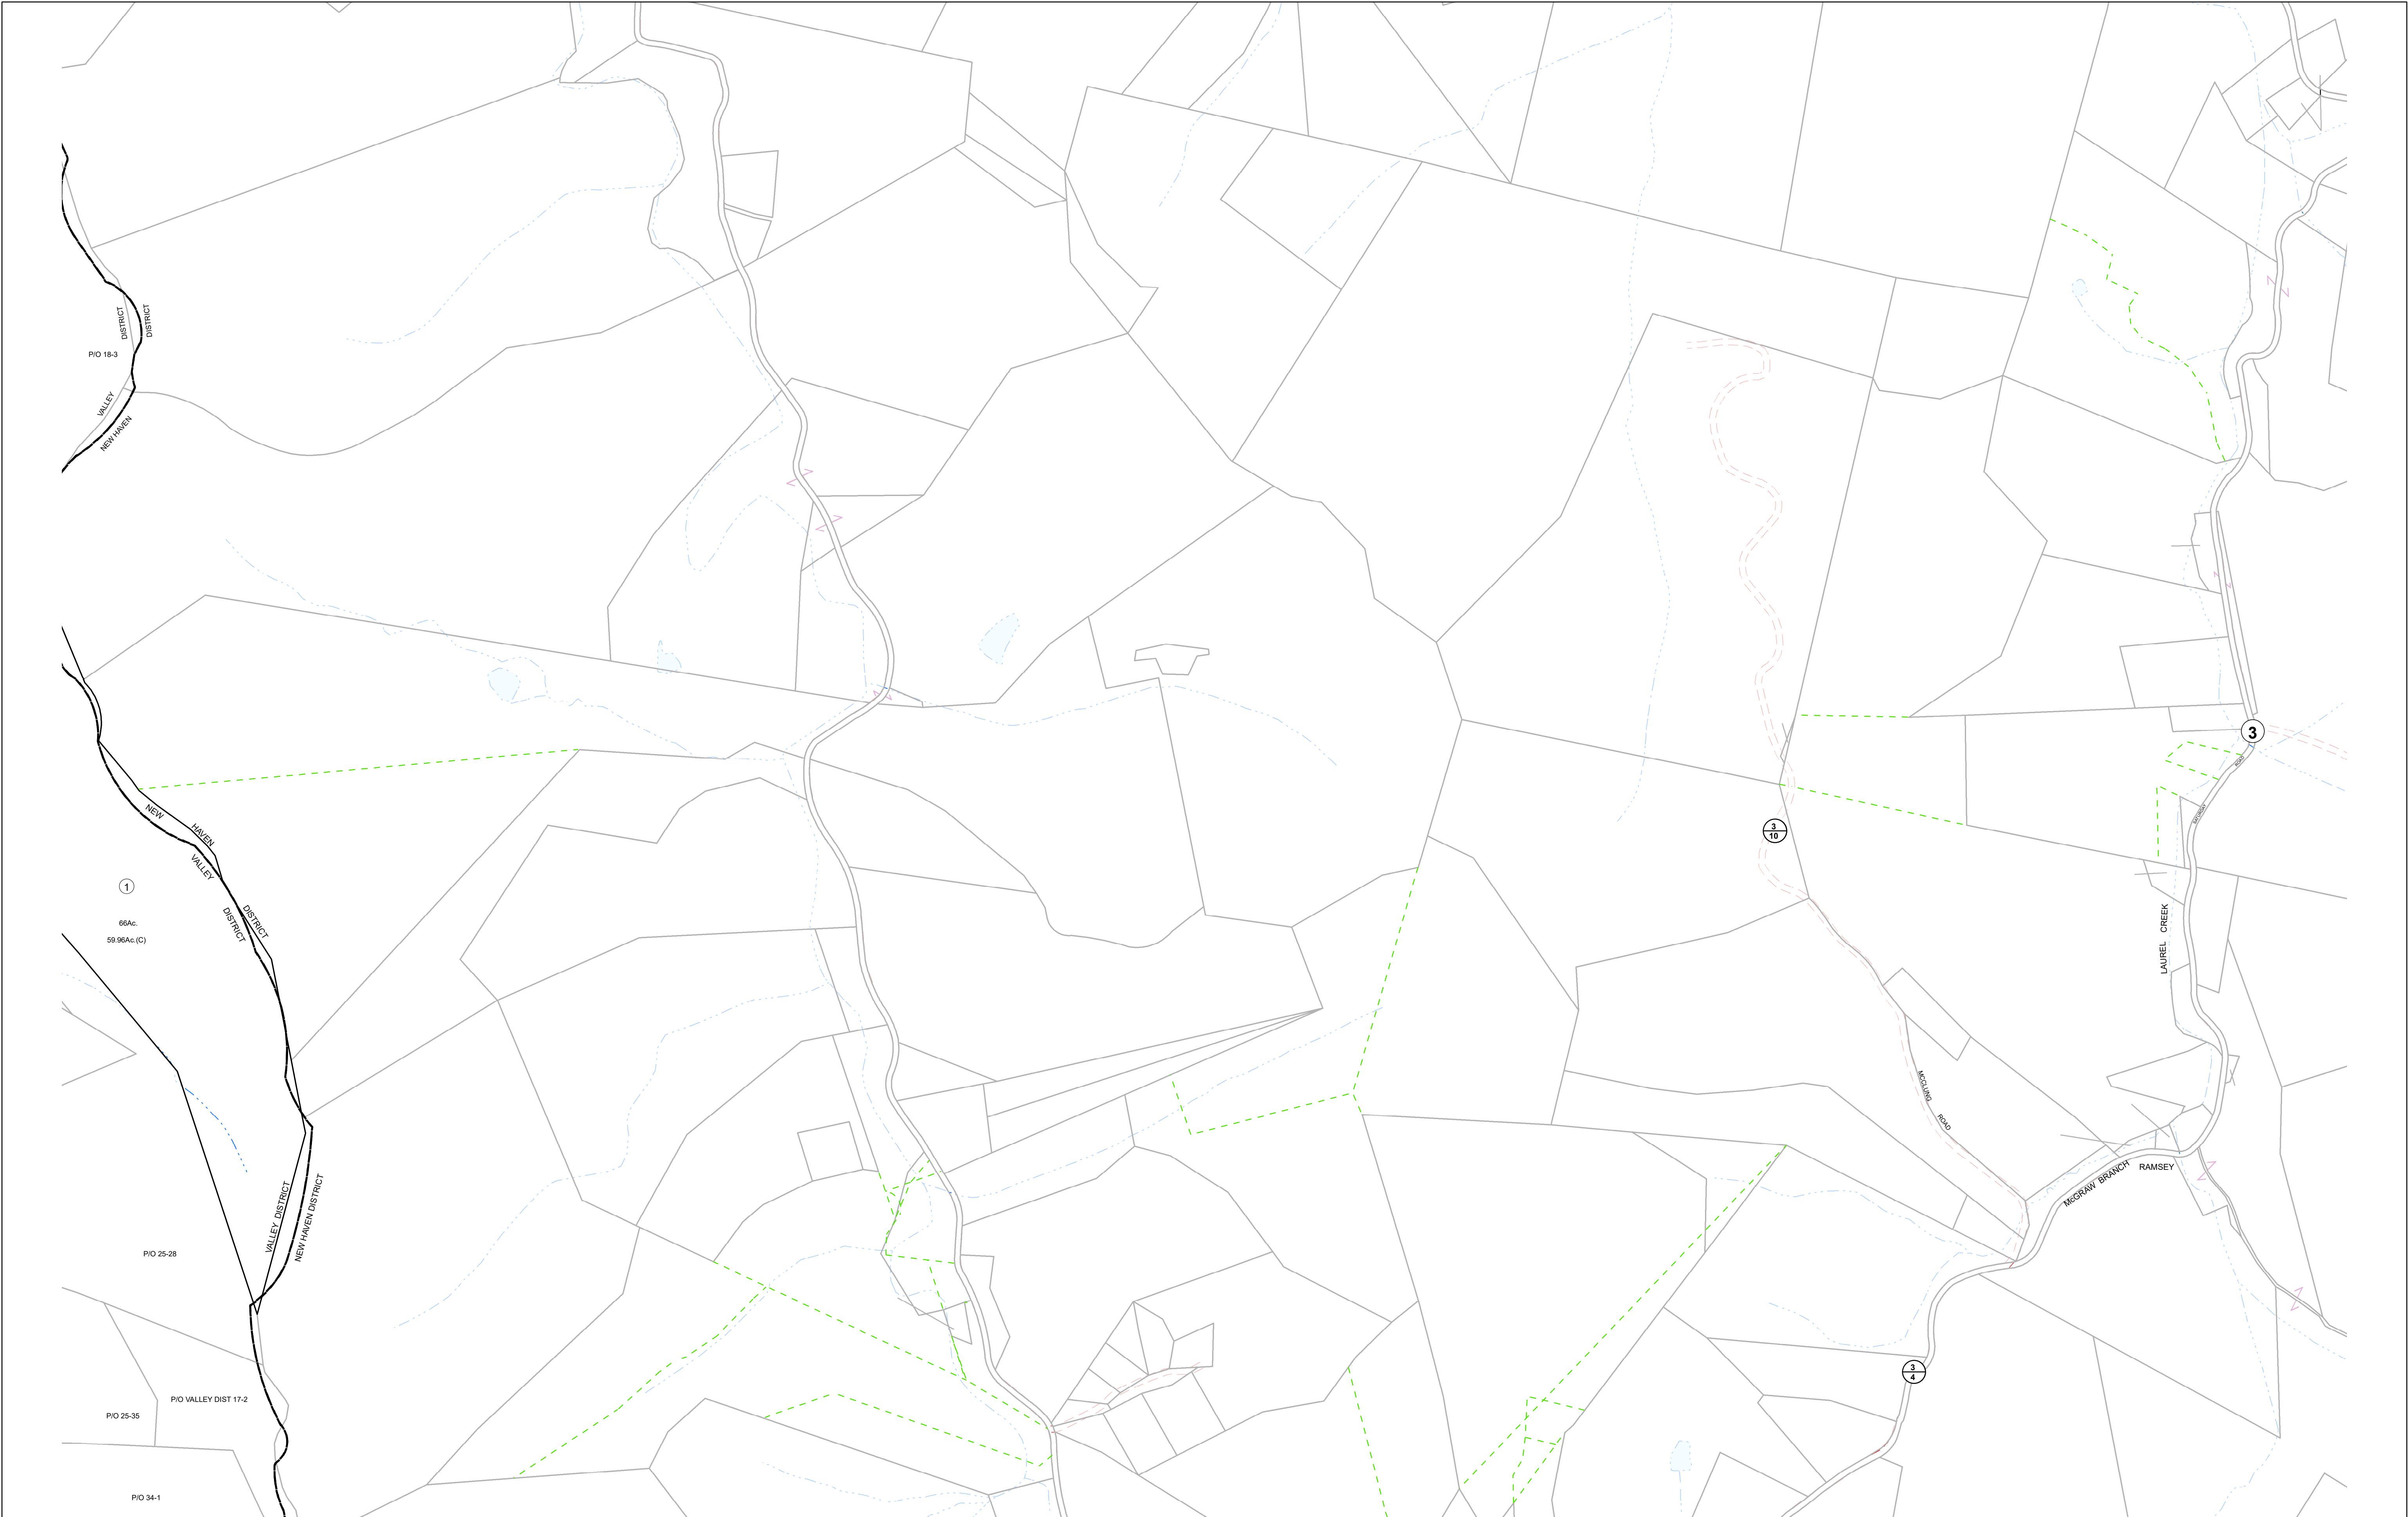 DISTRICT
DISTRICT
P/O 18-3
VALLEY
NEW HAVEN
3
ROAD
NEW
HAVEN
VALLEY
3
10
1
66Ac.
59.96Ac.(C)
DISTRICT
DISTRICT
LAUREL CREEK
MCCLUNG
ROAD
RAMSEY
McGRAW BRANCH
VALLEY DISTRICT
NEW HAVEN DISTRICT
P/O 25-28
3
4
P/O VALLEY DIST 17-2
P/O 25-35
P/O 34-1